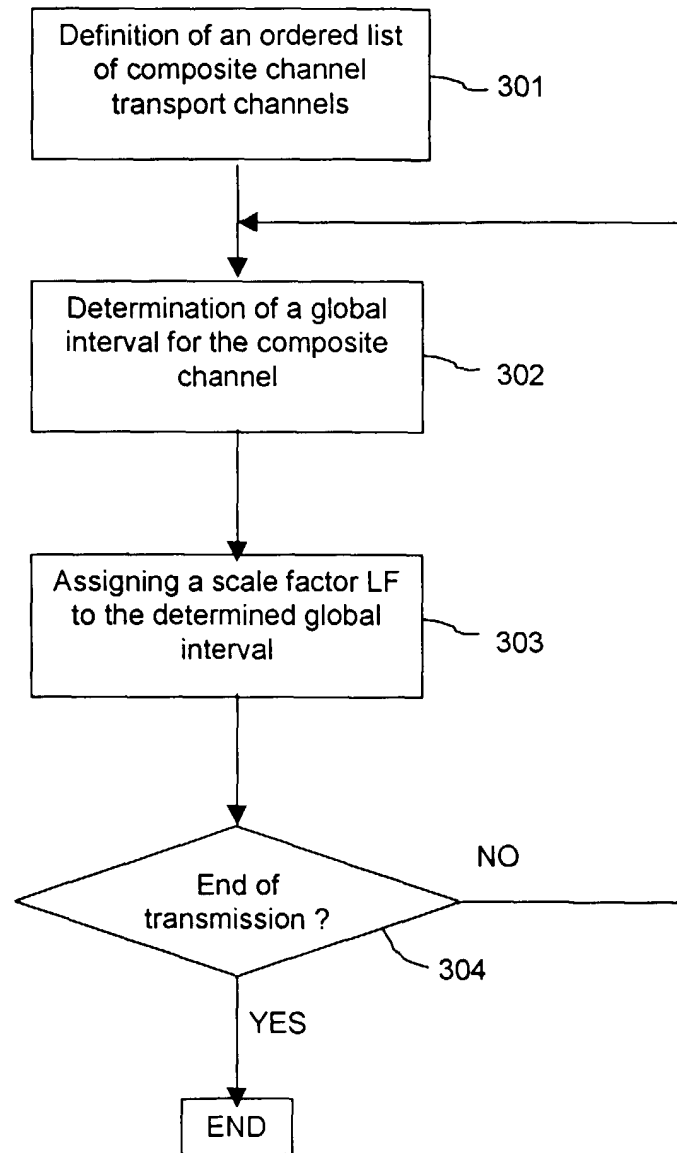 Definition of an ordered list
of composite channel
transport channels
301
Determination of a global
interval for the composite
channel
302
Assigning a scale factor LF
to the determined global
interval
303
NO
End of
transmission ?
304
YES
END